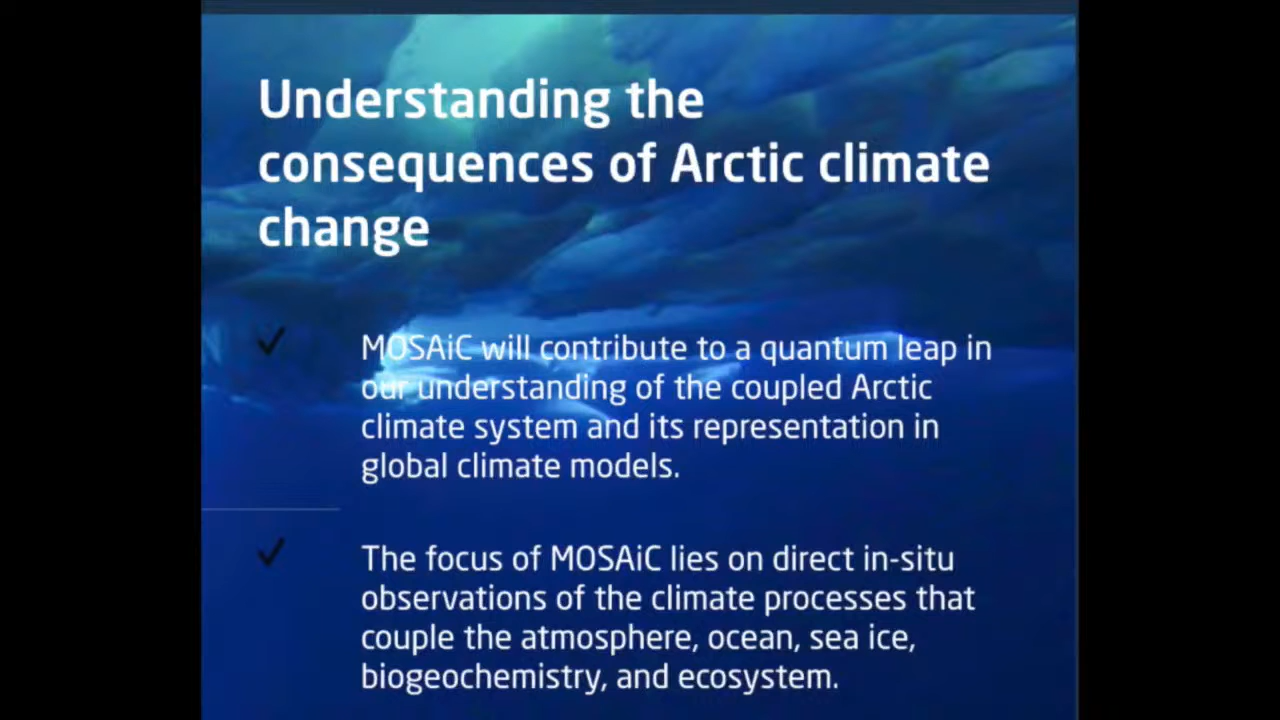 Understanding the
consequences of Arctic climate
change
MOSAiC will contribute to a quantum leap in
our understanding of the coupled Arctic
climate system and its representation in
global climate models.
The focus of MOSAiC lies on direct in-situ
observations of the climate processes that
couple the atmosphere, ocean, sea ice,
biogeochemistry, and ecosystem.